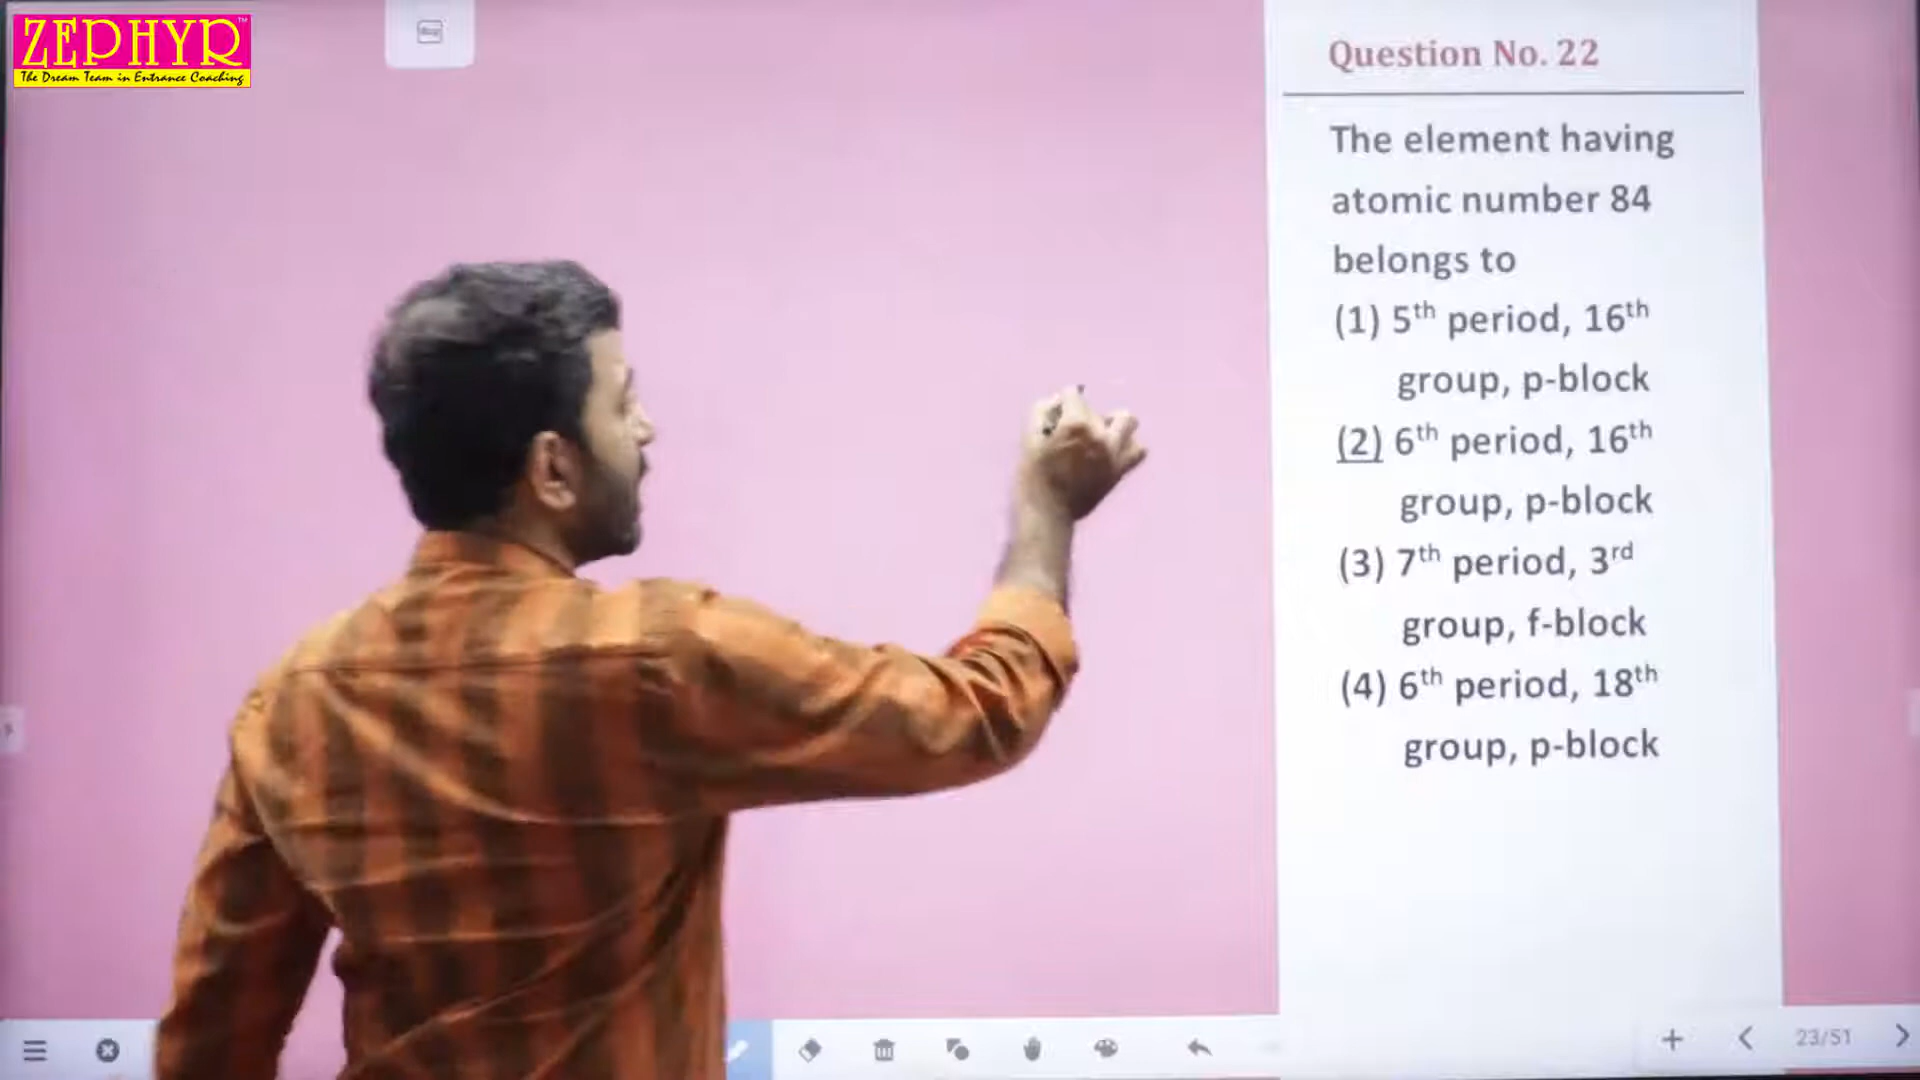 ZEPHYR™
The Dream Team in Entrance Coaching
Question No. 22
The element having
atomic number 84
belongs to
(1) 5th period, 16th
group, p-block
(2) 6th period, 16th
group, p-block
(3) 7th period, 3rd
group, f-block
(4) 6th period, 18th
group, p-block
23/51